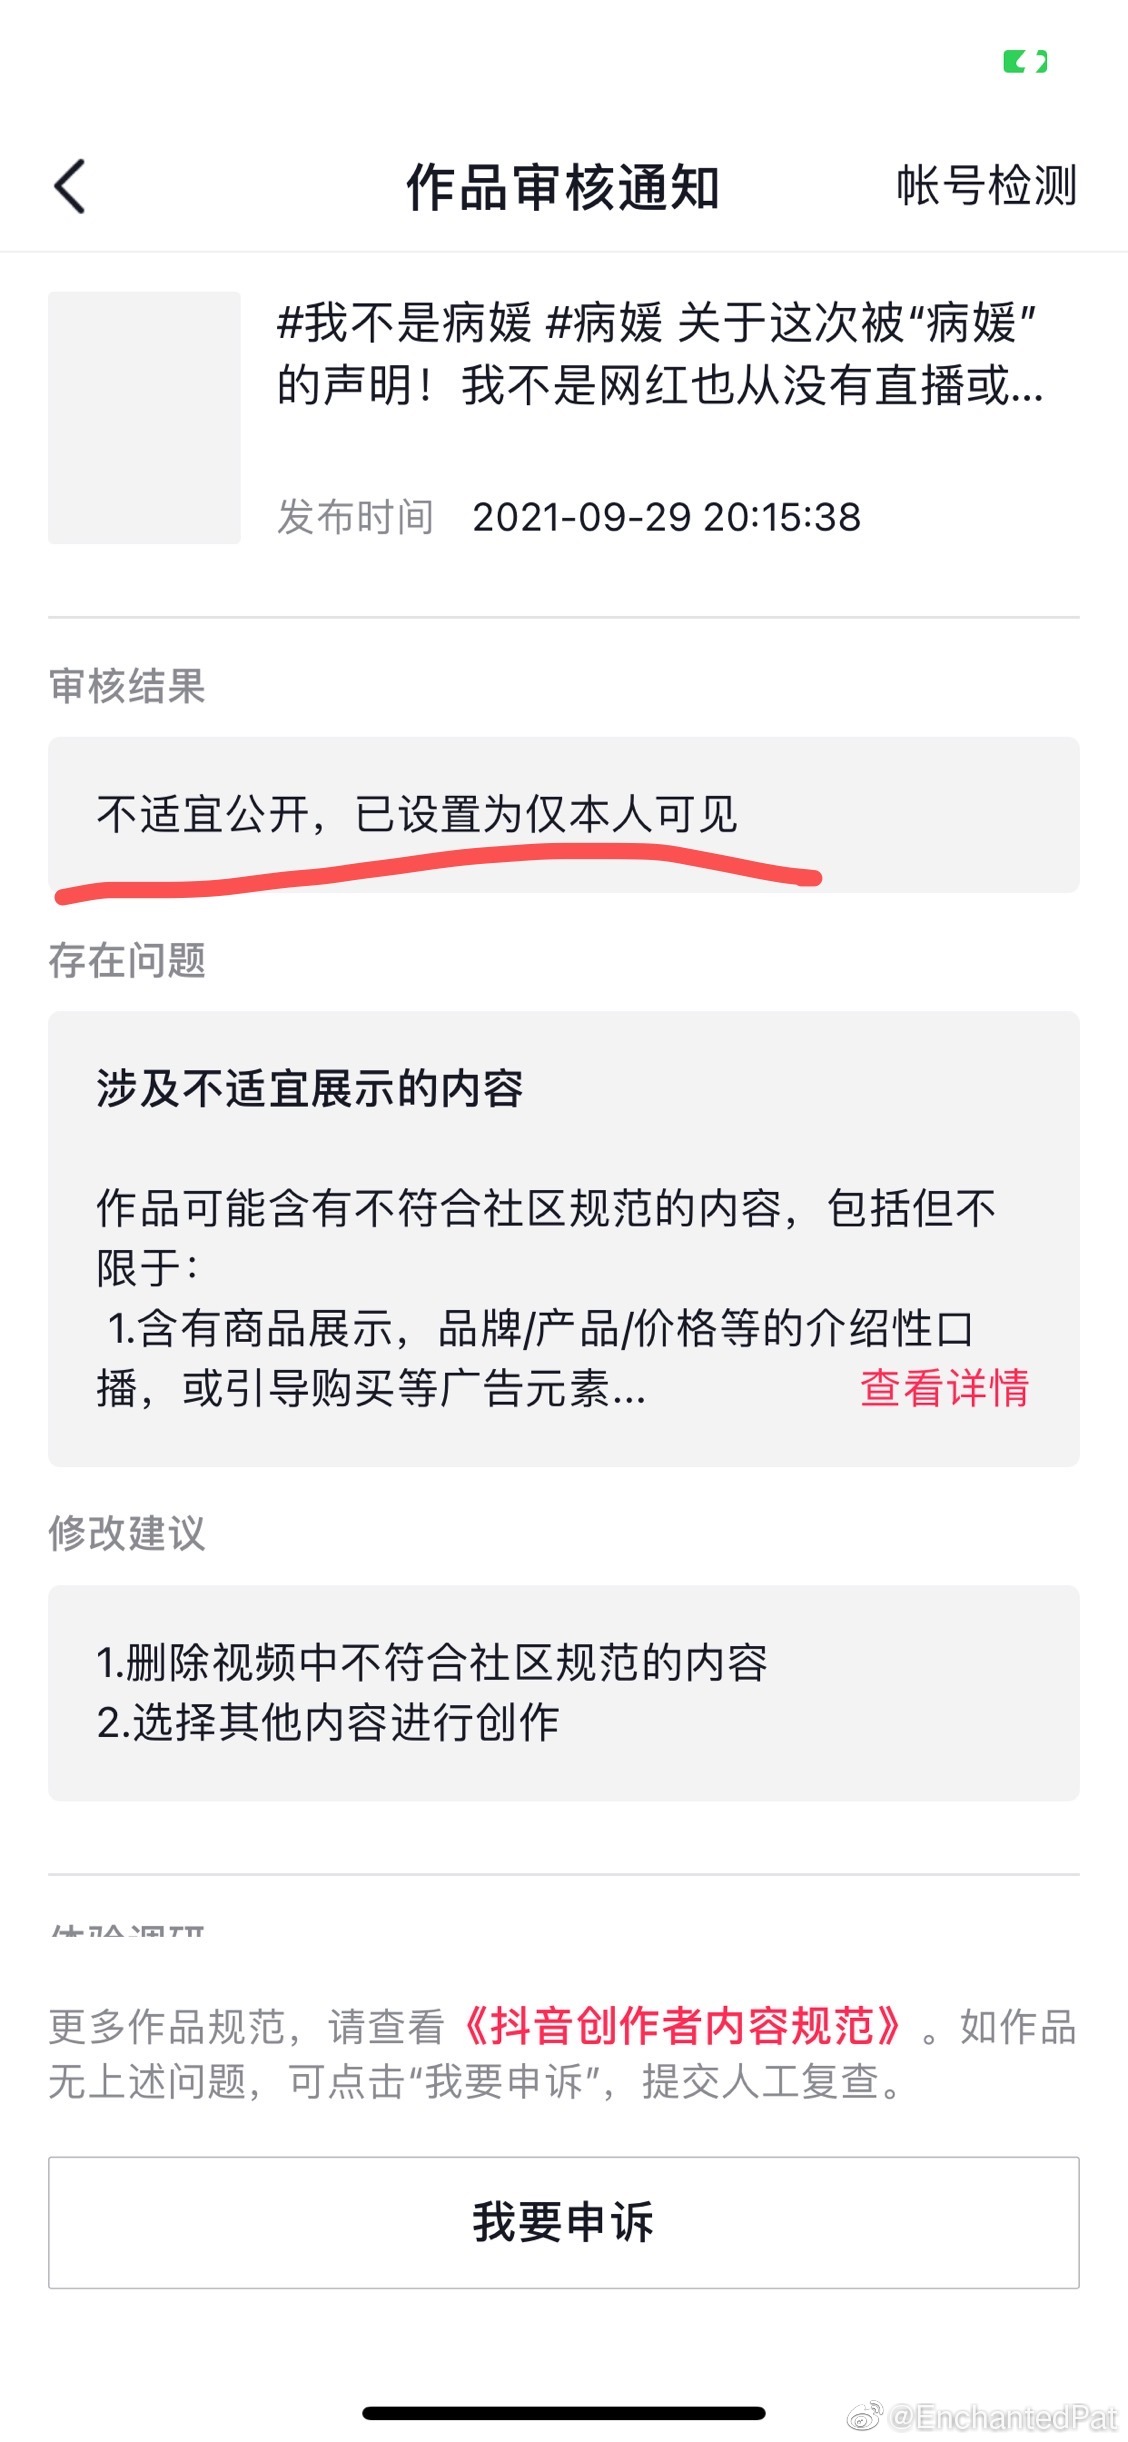 作品审核通知
帐号检测
#我不是病媛 #病媛 关于这次被“病媛”
的声明！我不是网红也从没有直播或...
发布时间 2021-09-29 20:15:38
审核结果
不适宜公开，已设置为仅本人可见
存在问题
涉及不适宜展示的内容
作品可能含有不符合社区规范的内容，包括但不
限于：
1.含有商品展示，品牌/产品/价格等的介绍性口
播，或引导购买等广告元素... 查看详情
修改建议
1.删除视频中不符合社区规范的内容
2.选择其他内容进行创作
体验调研
更多作品规范，请查看《抖音创作者内容规范》。如作品
无上述问题，可点击“我要申诉”，提交人工复查。
我要申诉
@EnchantedPat